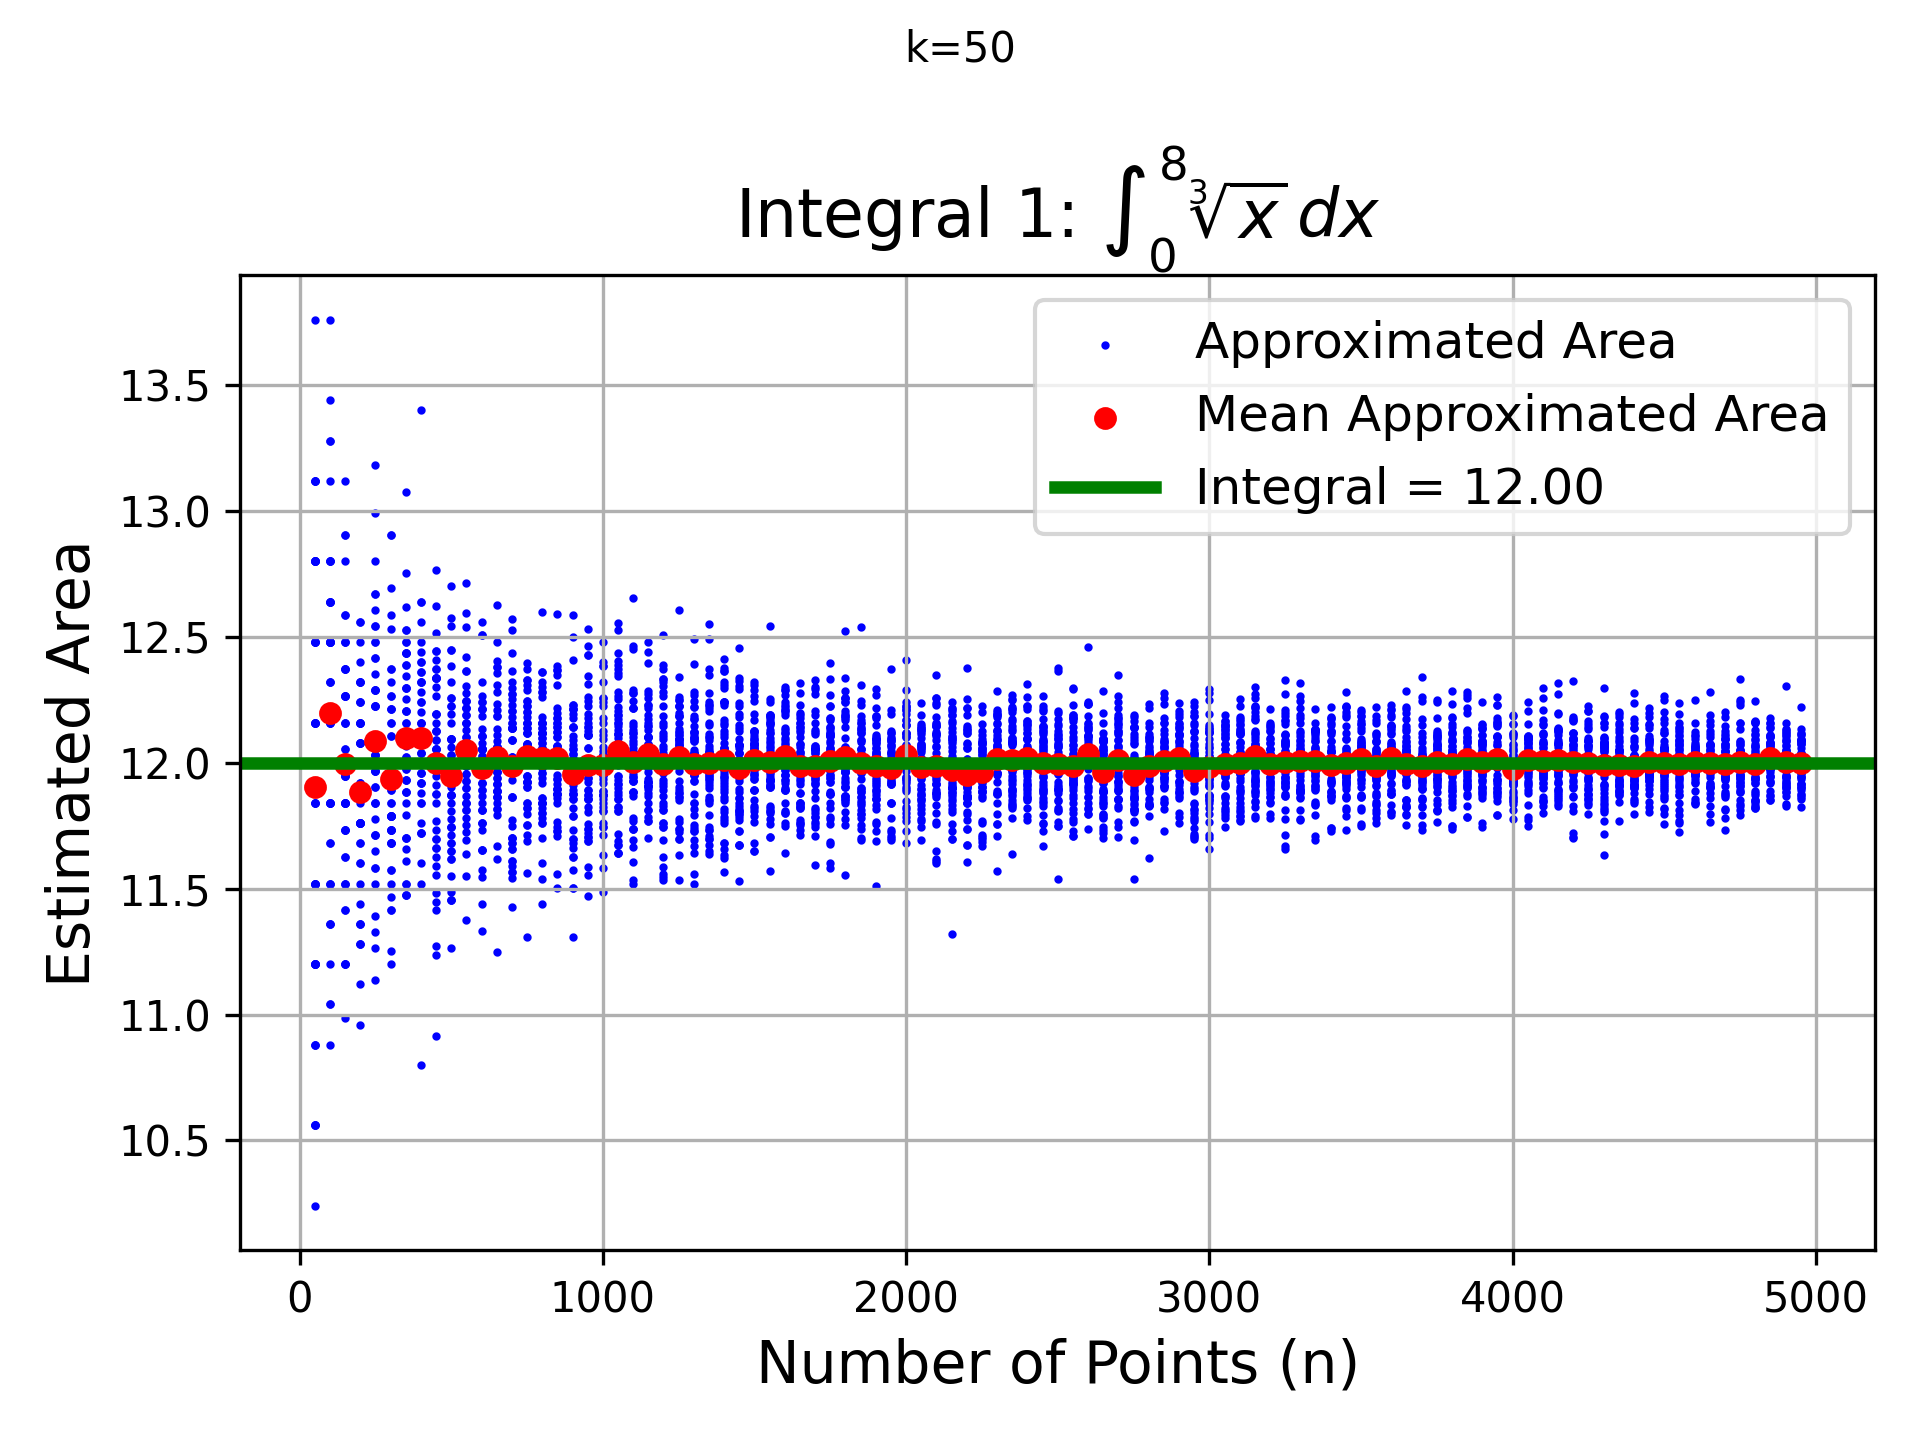 k=50
Integral 1: ∫₀⁸ ∛x dx
Approximated Area
Mean Approximated Area
Integral = 12.00
Estimated Area
13.5
13.0
12.5
12.0
11.5
11.0
10.5
0 1000 2000 3000 4000 5000
Number of Points (n)